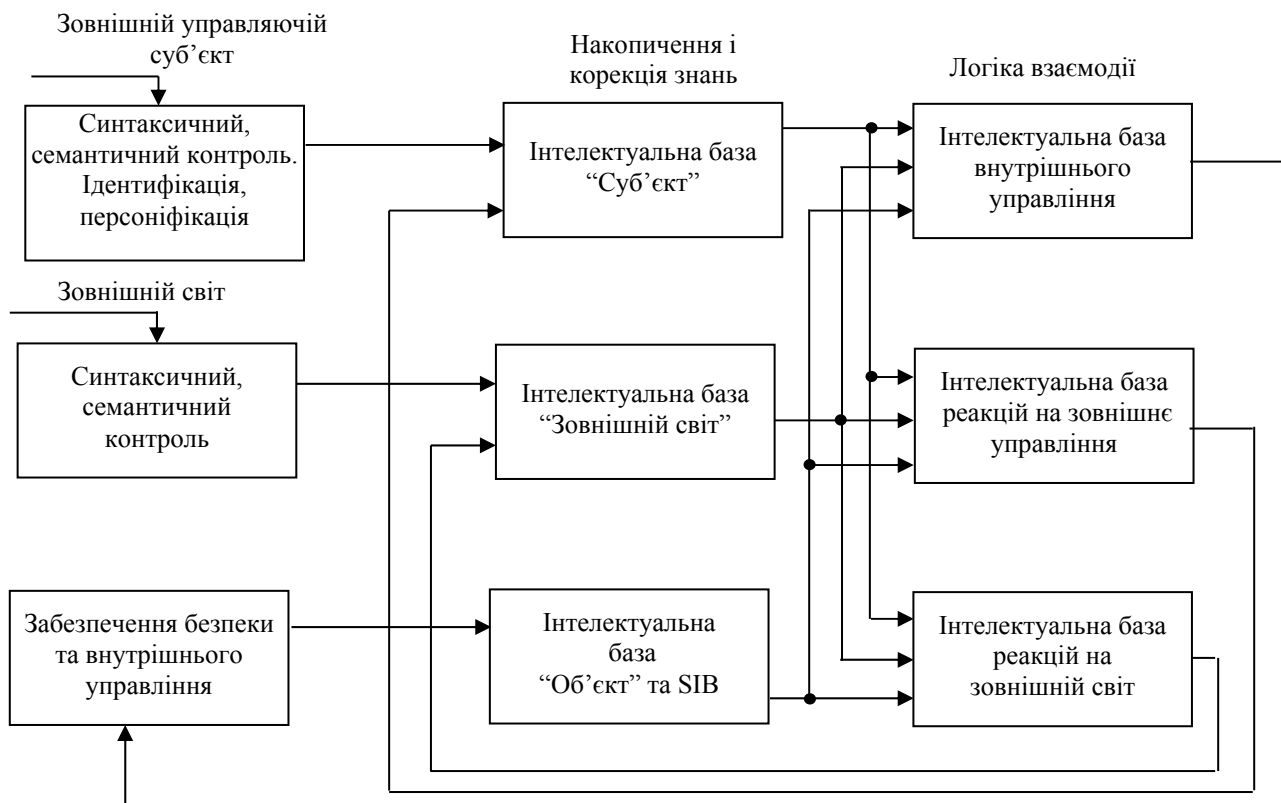 Зовнішній управляючій
суб’єкт
Накопичення і
корекція знань
Логіка взаємодії
Синтаксичний,
семантичний контроль.
Ідентифікація,
персоніфікація
Інтелектуальна база
“Суб’єкт”
Інтелектуальна база
внутрішнього
управління
Зовнішній світ
Синтаксичний,
семантичний
контроль
Інтелектуальна база
“Зовнішній світ”
Інтелектуальна база
реакцій на зовнішнє
управління
Забезпечення безпеки
та внутрішнього
управління
Інтелектуальна
база
“Об’єкт” та SIB
Інтелектуальна база
реакцій на
зовнішній світ